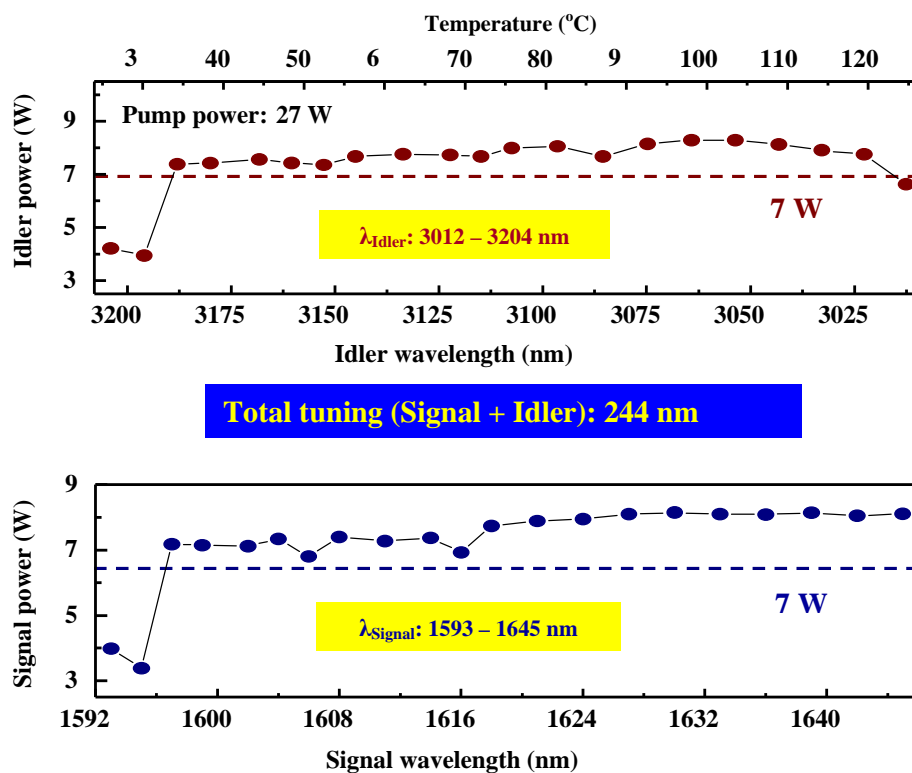 Temperature (°C)
3 40 50 6 70 80 9 100 110 120
Pump power: 27 W
Idler power (W)
9
7
5
3
7 W
λIdler: 3012 – 3204 nm
3200 3175 3150 3125 3100 3075 3050 3025
Idler wavelength (nm)
Total tuning (Signal + Idler): 244 nm
Signal power (W)
9
7
5
3
7 W
λSignal: 1593 – 1645 nm
1592 1600 1608 1616 1624 1632 1640
Signal wavelength (nm)